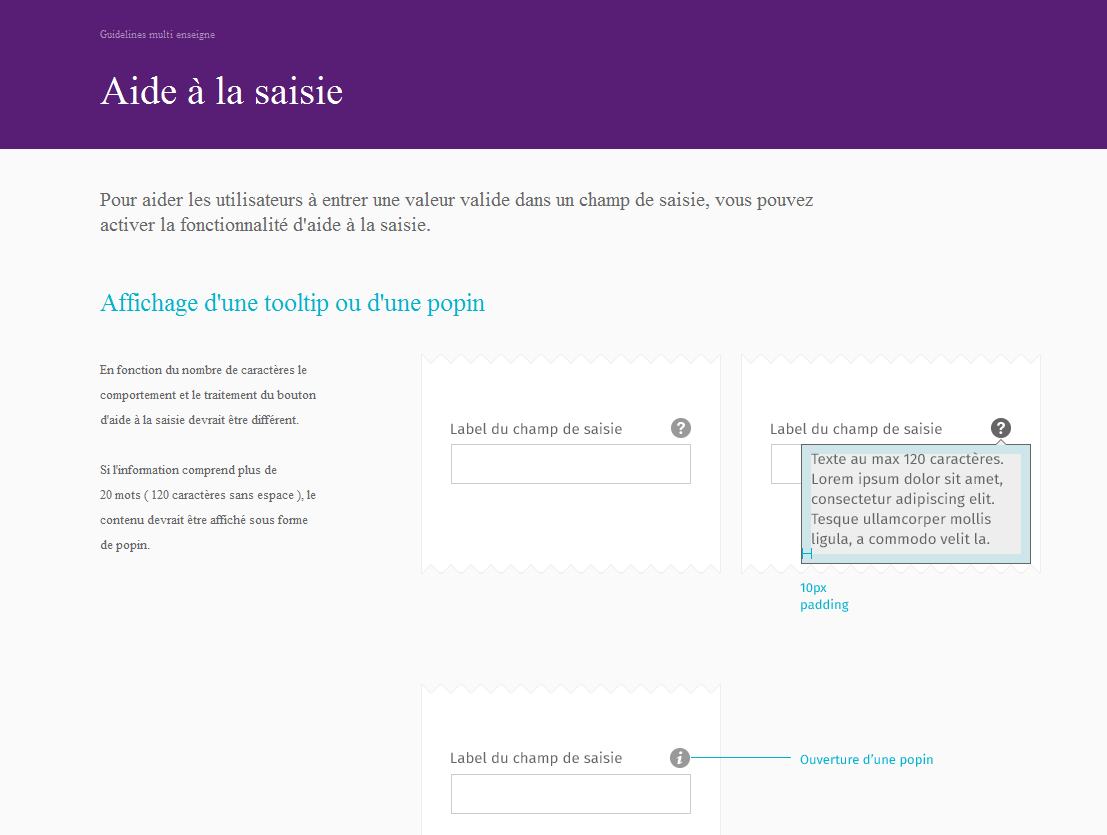 Guidelines multi enseigne
Aide à la saisie
Pour aider les utilisateurs à entrer une valeur valide dans un champ de saisie, vous pouvez
activer la fonctionnalité d'aide à la saisie.
Affichage d'une tooltip ou d'une popin
En fonction du nombre de caractères le
comportement et le traitement du bouton
d'aide à la saisie devrait être différent.
Si l'information comprend plus de
20 mots ( 120 caractères sans espace ), le
contenu devrait être affiché sous forme
de popin.
Label du champ de saisie ?
Label du champ de saisie ?
Texte au max 120 caractères.
Lorem ipsum dolor sit amet,
consectetur adipiscing elit.
Tesque ullamcorper mollis
ligula, a commodo velit la.
10px
padding
Label du champ de saisie i
Ouverture d’une popin